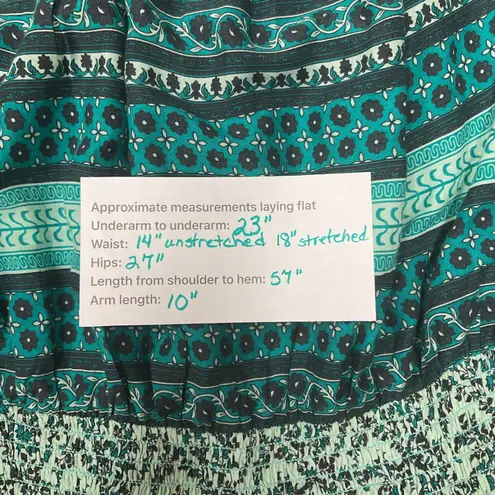 Approximate measurements laying flat
Underarm to underarm: 23"
Waist: 14" unstretched 18" stretched
Hips: 27"
Length from shoulder to hem: 57"
Arm length: 10"